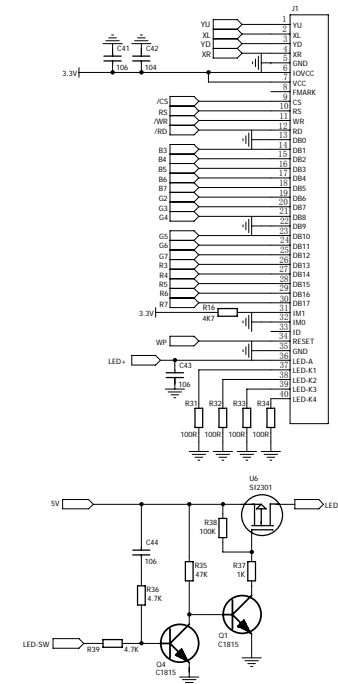 J1
YU 1 YU
XL 2 XL
YD 3 YD
XR 4 XR
5 GND
C41 C42
106 104
6 IOVCC
3.3V 7 VCC
8 FMARK
/CS 9 CS
RS 10 RS
/WR 11 WR
/RD 12 RD
13 DB0
B3 14 DB1
B4 15 DB2
B5 16 DB3
B6 17 DB4
B7 18 DB5
G2 19 DB6
G3 20 DB7
G4 21 DB8
22 DB9
G5 23 DB10
G6 24 DB11
G7 25 DB12
R3 26 DB13
R4 27 DB14
R5 28 DB15
R6 29 DB16
R7 30 DB17
3.3V R16 4K7 31 IM1
32 IM0
33 ID
WP 34 RESET
35 GND
LED+ 36 LED-A
C43
106
37 LED-K1
38 LED-K2
39 LED-K3
40 LED-K4
R31 R32 R33 R34
100R 100R 100R 100R
U6
SI2301
5V LED
R38
100K
C44
106
R35
47K
R37
1K
R36
4.7K
Q1
C1815
LED-SW R39 4.7K
Q4
C1815